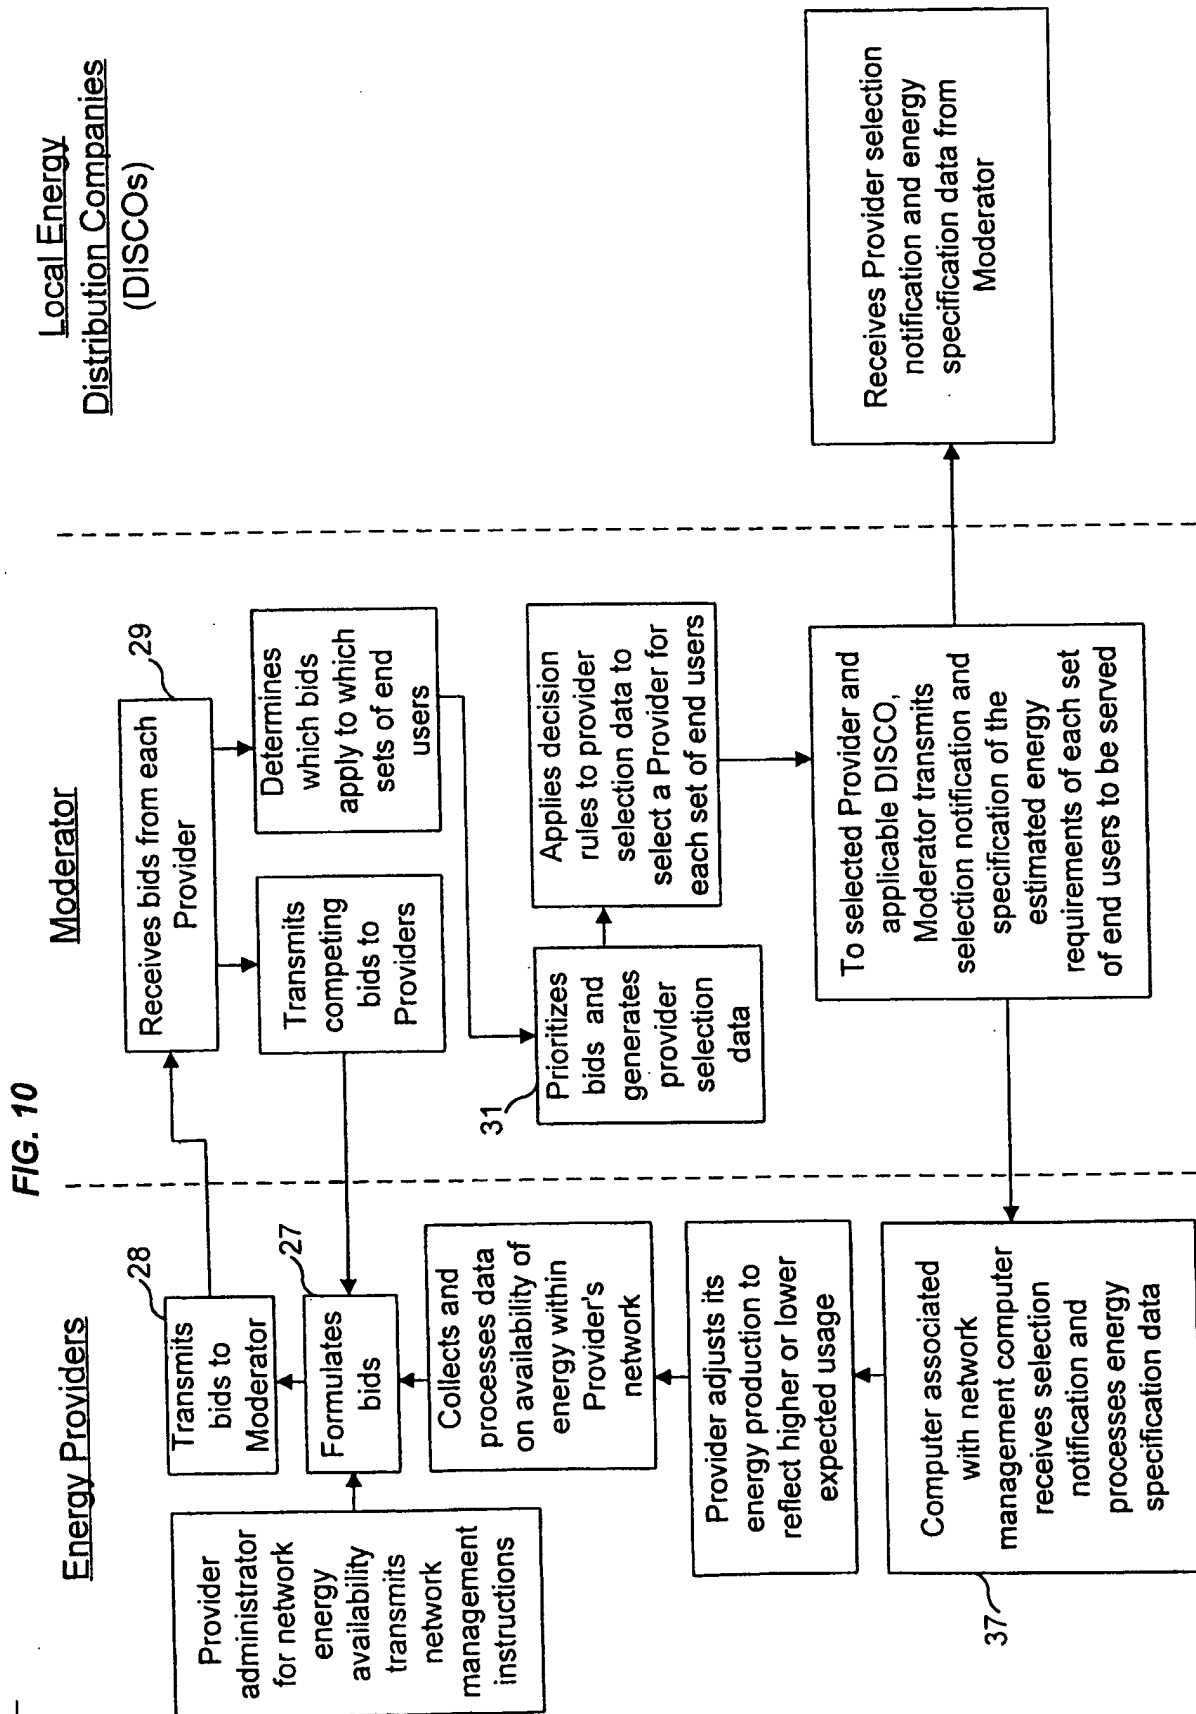 FIG. 10
Energy Providers
Moderator
Local Energy
Distribution Companies
(DISCOs)
Provider
administrator
for network
energy
availability
transmits
network
management
instructions
28
Transmits
bids to
Moderator
27
Formulates
bids
Collects and
processes data
on availability of
energy within
Provider's
network
Provider adjusts its
energy production to
reflect higher or lower
expected usage
Computer associated
with network
management computer
receives selection
notification and
processes energy
specification data
37
29
Receives bids from each
Provider
Transmits
competing
bids to
Providers
Determines
which bids
apply to which
sets of end
users
31
Prioritizes
bids and
generates
provider
selection
data
Applies decision
rules to provider
selection data to
select a Provider for
each set of end users
To selected Provider and
applicable DISCO,
Moderator transmits
selection notification and
specification of the
estimated energy
requirements of each set
of end users to be served
Receives Provider selection
notification and energy
specification data from
Moderator